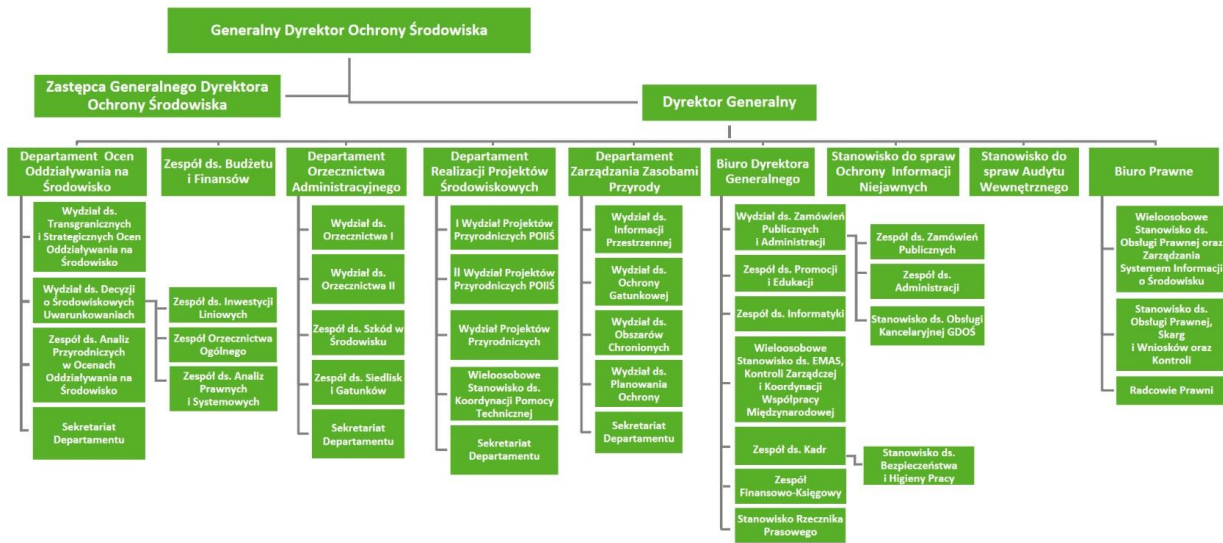 Generalny Dyrektor Ochrony Środowiska
Zastępca Generalnego Dyrektora
Ochrony Środowiska
Dyrektor Generalny
Departament Ocen
Oddziaływania na
Środowisko
Wydział ds.
Transgranicznych
i Strategicznych Ocen
Oddziaływania na
Środowisko
Wydział ds. Decyzji
o Środowiskowych
Uwarunkowaniach
Zespół ds. Inwestycji
Liniowych
Zespół Orzecznictwa
Ogólnego
Zespół ds. Analiz
Prawnych
i Systemowych
Zespół ds. Analiz
Przyrodniczych
w Ocenach
Oddziaływania na
Środowisko
Sekretariat
Departamentu
Zespół ds. Budżetu
i Finansów
Departament
Orzecznictwa
Administracyjnego
Wydział ds.
Orzecznictwa I
Wydział ds.
Orzecznictwa II
Zespół ds. Szkód w
Środowisku
Zespół ds. Siedlisk
i Gatunków
Sekretariat
Departamentu
Departament
Realizacji Projektów
Środowiskowych
I Wydział Projektów
Przyrodniczych POIiŚ
II Wydział Projektów
Przyrodniczych POIiŚ
Wydział Projektów
Przyrodniczych
Wieloosobowe
Stanowisko ds.
Koordynacji Pomocy
Technicznej
Sekretariat
Departamentu
Departament
Zarządzania Zasobami
Przyrody
Wydział ds.
Informacji
Przestrzennej
Wydział ds.
Ochrony
Gatunkowej
Wydział ds.
Obszarów
Chronionych
Wydział ds.
Planowania
Ochrony
Sekretariat
Departamentu
Biuro Dyrektora
Generalnego
Wydział ds. Zamówień
Publicznych
i Administracji
Zespół ds. Zamówień
Publicznych
Zespół ds.
Administracji
Stanowisko ds. Obsługi
Kancelaryjnej GDOŚ
Zespół ds. Promocji
i Edukacji
Zespół ds. Informatyki
Wieloosobowe
Stanowisko ds. EMAS,
Kontroli Zarządczej
i Koordynacji
Współpracy
Międzynarodowej
Zespół ds. Kadr
Stanowisko ds.
Bezpieczeństwa
i Higieny Pracy
Zespół
Finansowo-Księgowy
Stanowisko Rzecznika
Prasowego
Stanowisko do spraw
Ochrony Informacji
Niejawnych
Stanowisko do
spraw Audytu
Wewnętrznego
Biuro Prawne
Wieloosobowe
Stanowisko ds.
Obsługi Prawnej oraz
Zarządzania
Systemem Informacji
o Środowisku
Stanowisko ds.
Obsługi Prawnej,
Skarg
i Wniosków oraz
Kontroli
Radcowie Prawni